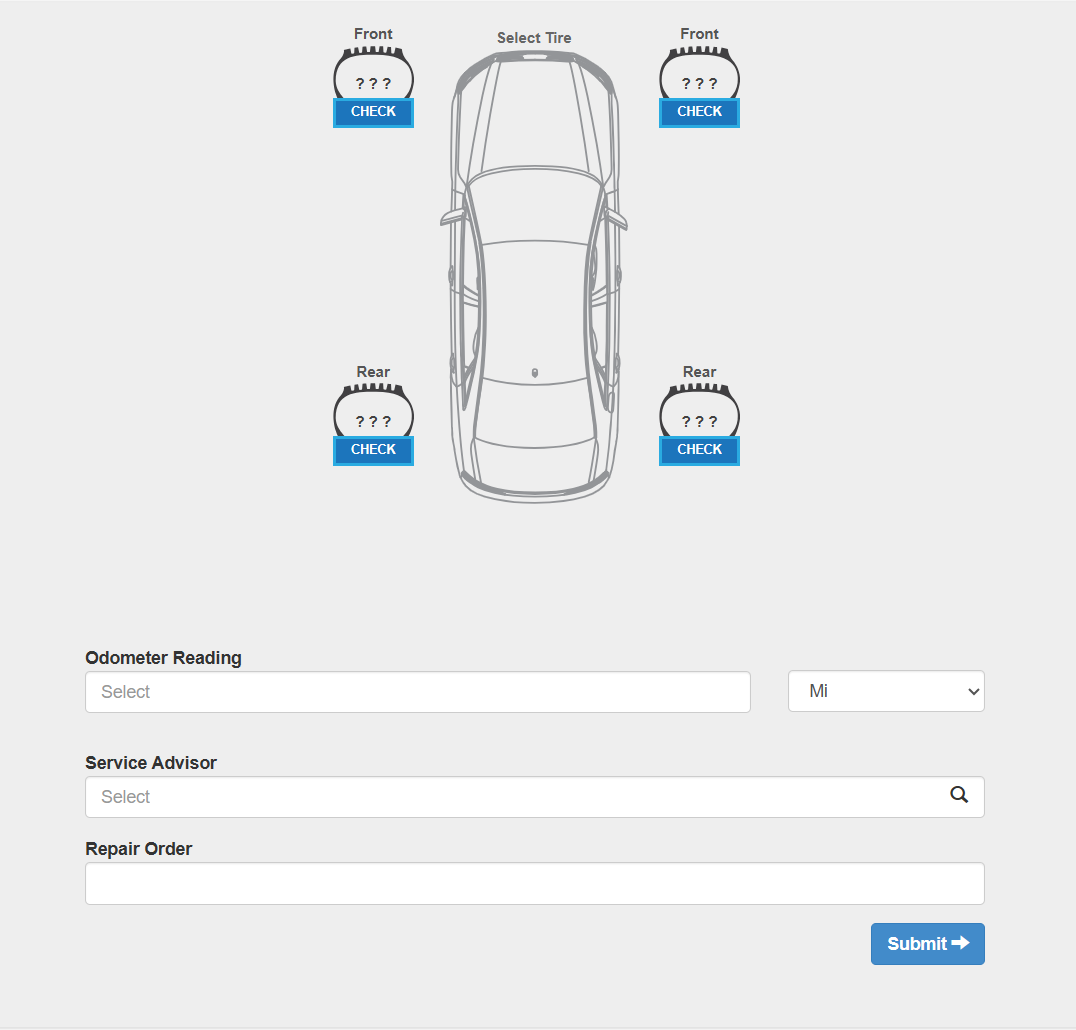 Front
Select Tire
Front
? ? ?
? ? ?
CHECK
CHECK
Rear
Rear
? ? ?
? ? ?
CHECK
CHECK
Odometer Reading
Select
Mi
Service Advisor
Select
Repair Order
Submit